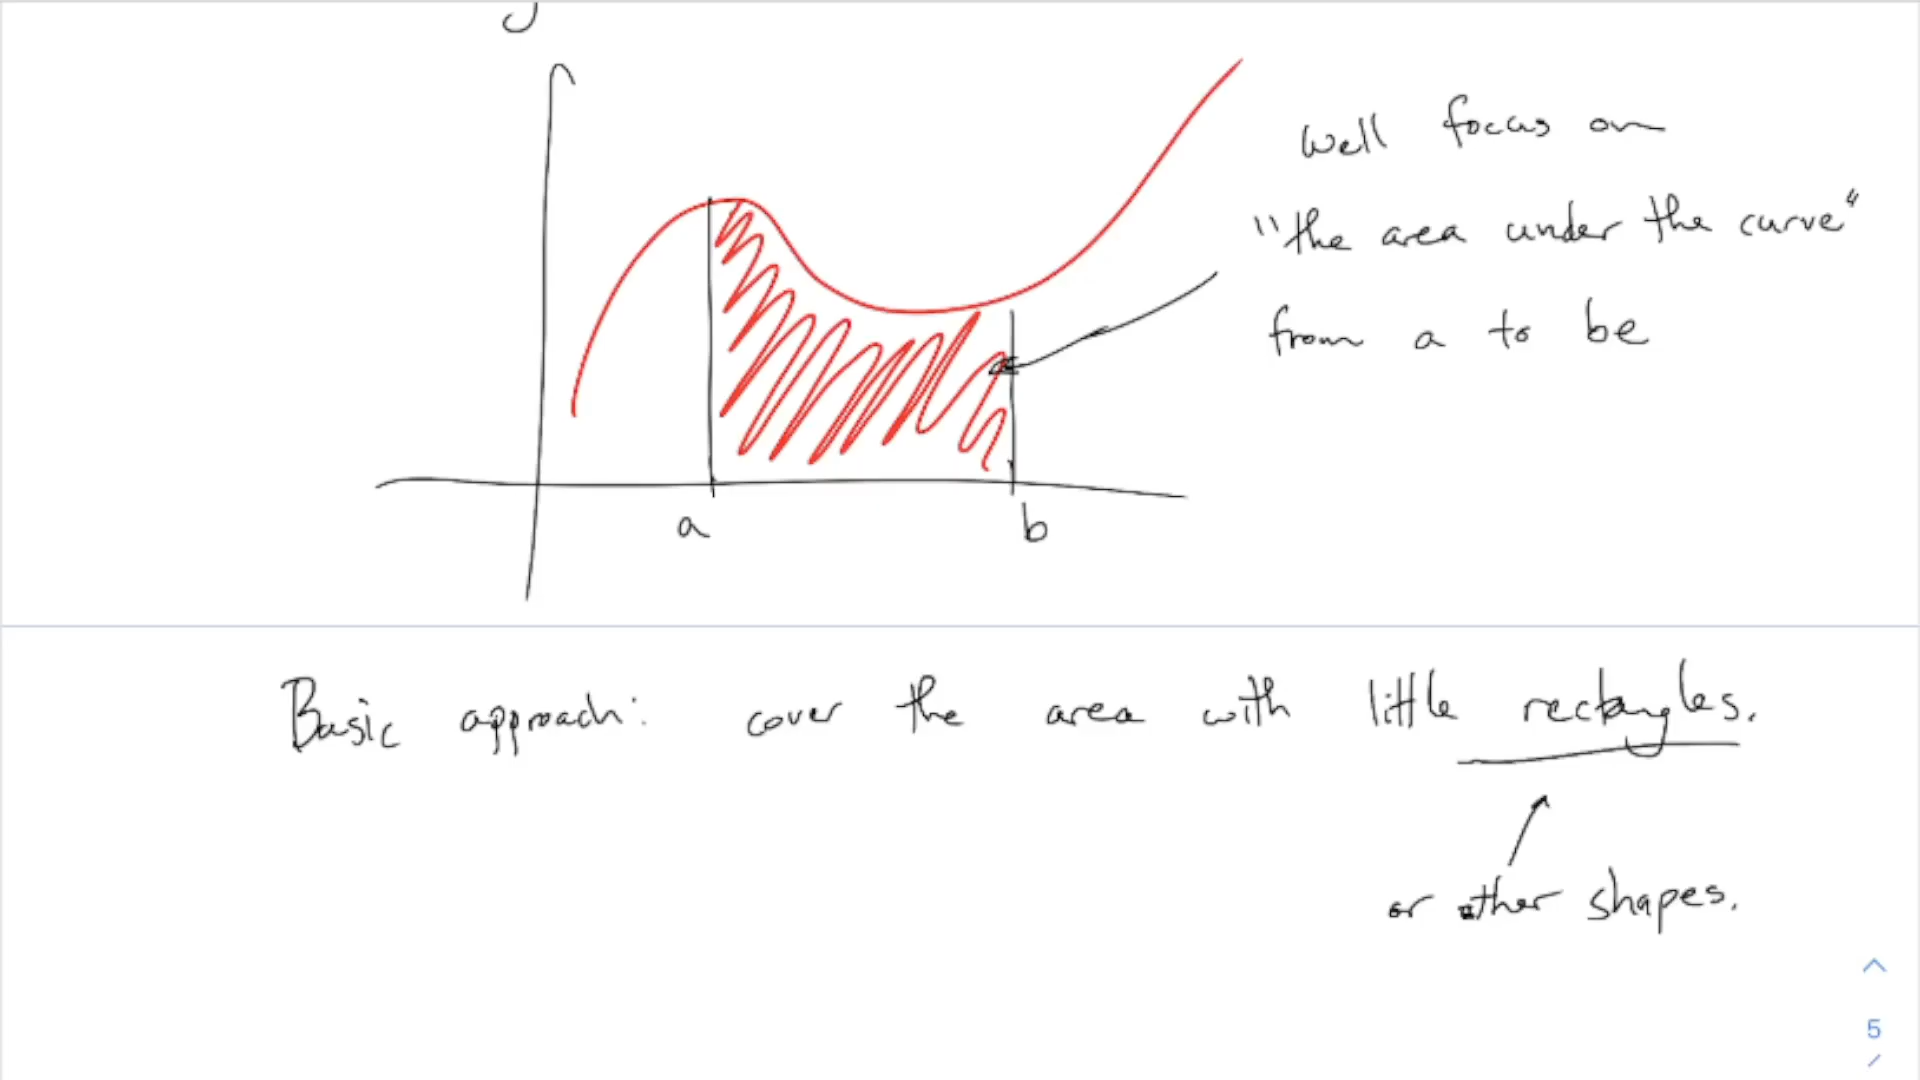 Well focus on
"the area under the curve"
from a to be
a
b
Basic approach: cover the area with little rectangles.
or other shapes.
5